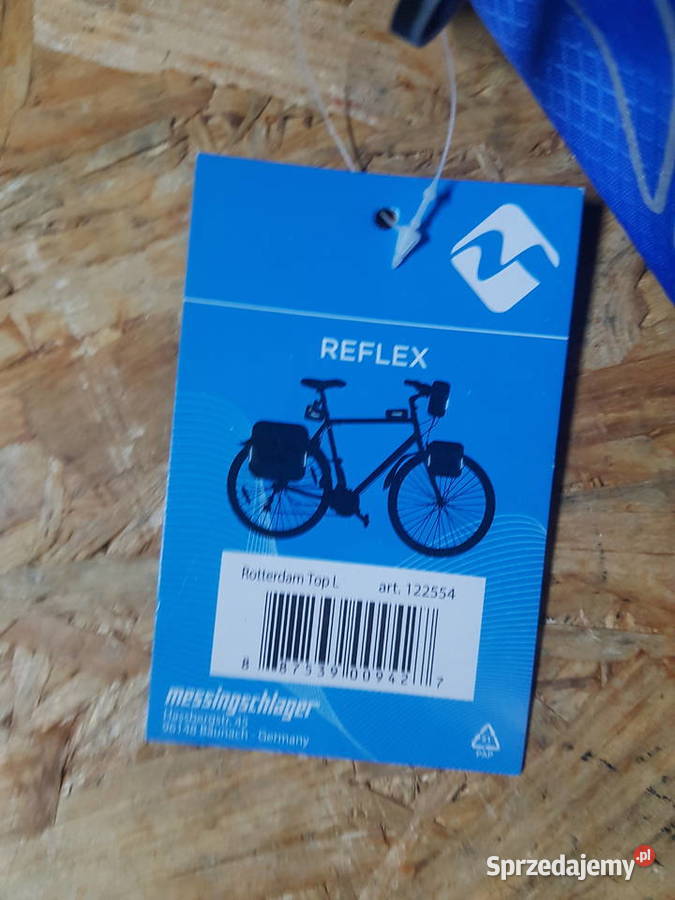 REFLEX
Rotterdam Top L art. 122554
8 87539 00942 7
messingschlager
Hassbergstr. 45
96148 Baunach - Germany
21
PAP
Sprzedajemy.pl